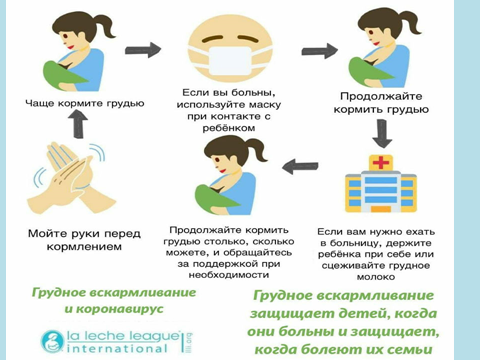 Чаще кормите грудью
Если вы больны,
используйте маску
при контакте с
ребёнком
Продолжайте
кормить грудью
Мойте руки перед
кормлением
Продолжайте кормить
грудью столько, сколько
можете, и обращайтесь
за поддержкой при
необходимости
Если вам нужно ехать
в больницу, держите
ребёнка при себе или
сцеживайте грудное
молоко
Грудное вскармливание
и коронавирус
Грудное вскармливание
защищает детей, когда
они больны и защищает,
когда болеют их семьи
la leche league
international